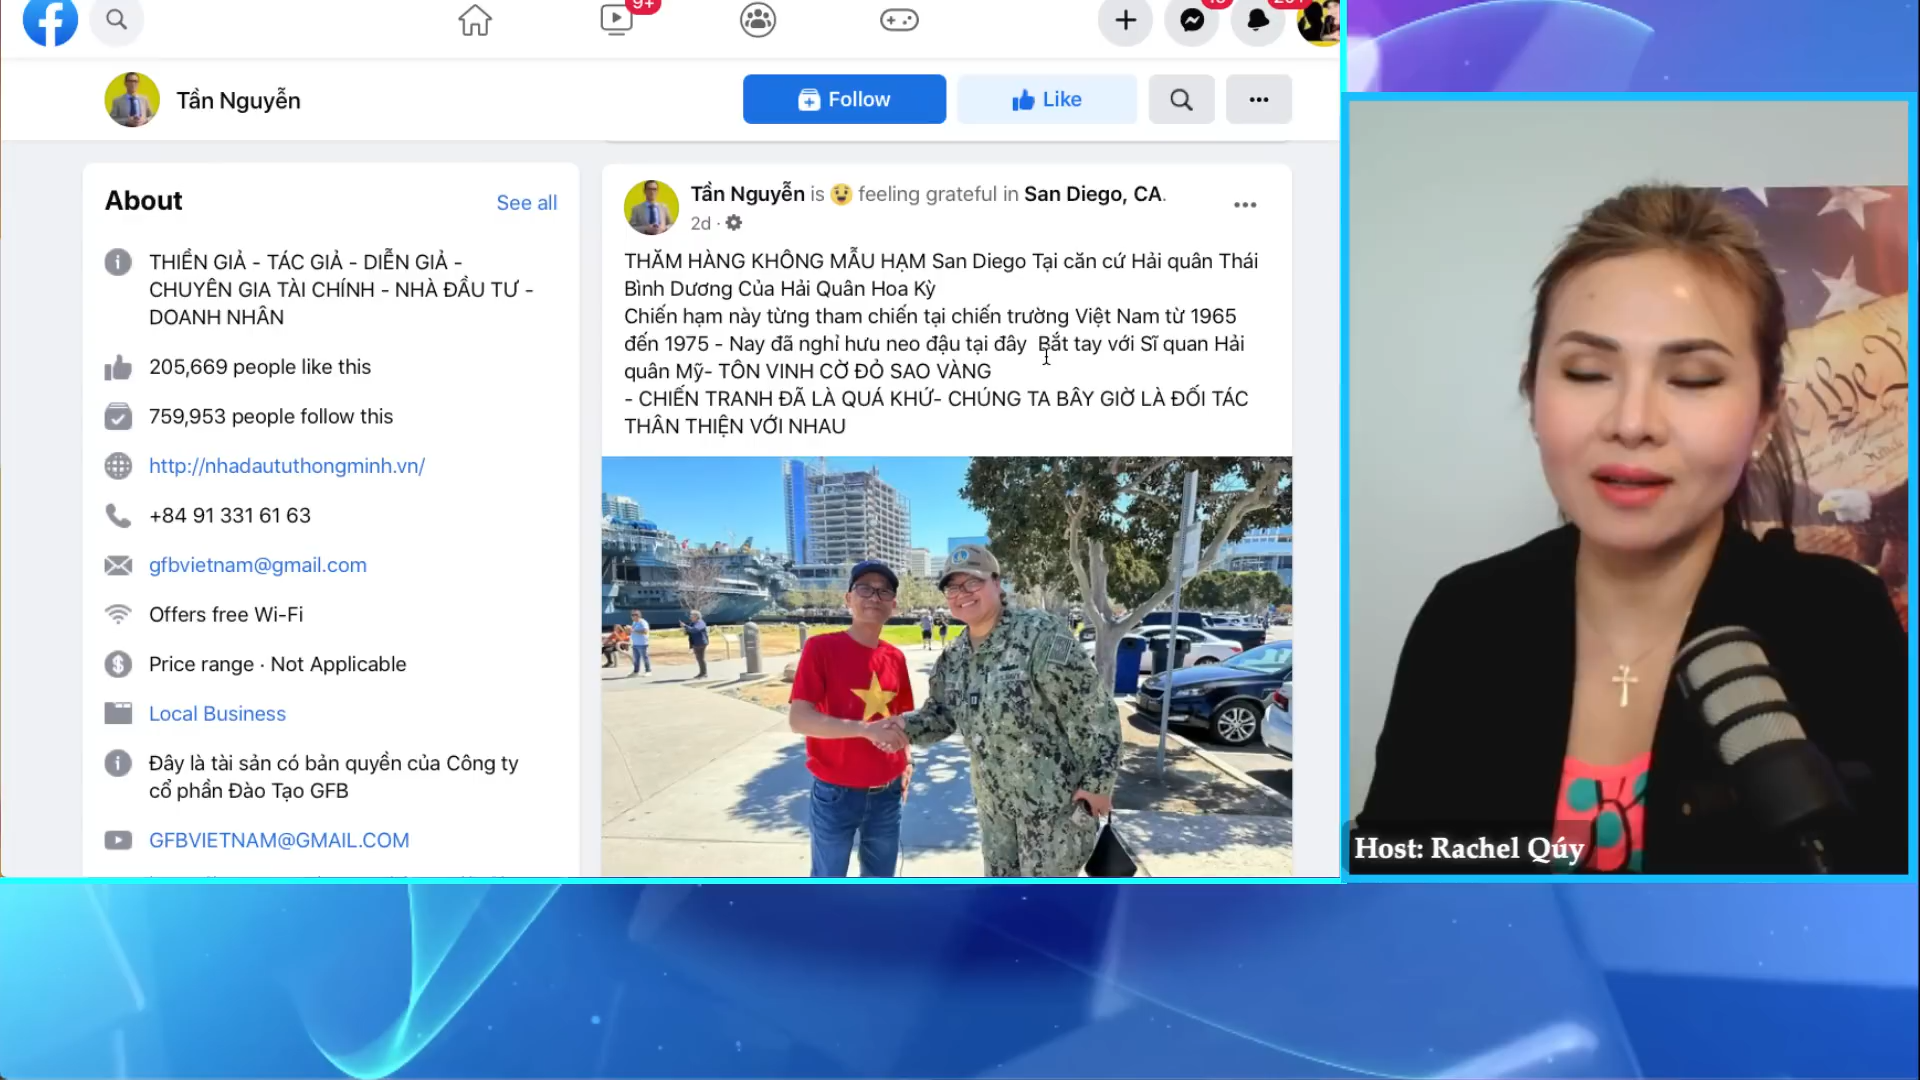 9+
Tần Nguyễn
Follow
Like
About
See all
THIỀN GIẢ - TÁC GIẢ - DIỄN GIẢ -
CHUYÊN GIA TÀI CHÍNH - NHÀ ĐẦU TƯ -
DOANH NHÂN
205,669 people like this
759,953 people follow this
http://nhadaututhongminh.vn/
+84 91 331 61 63
gfbvietnam@gmail.com
Offers free Wi-Fi
Price range · Not Applicable
Local Business
Đây là tài sản có bản quyền của Công ty
cổ phần Đào Tạo GFB
GFBVIETNAM@GMAIL.COM
Tần Nguyễn is feeling grateful in San Diego, CA.
2d ·
THĂM HÀNG KHÔNG MẪU HẠM San Diego Tại căn cứ Hải quân Thái
Bình Dương Của Hải Quân Hoa Kỳ
Chiến hạm này từng tham chiến tại chiến trường Việt Nam từ 1965
đến 1975 - Nay đã nghỉ hưu neo đậu tại đây Bắt tay với Sĩ quan Hải
quân Mỹ- TÔN VINH CỜ ĐỎ SAO VÀNG
- CHIẾN TRANH ĐÃ LÀ QUÁ KHỨ- CHÚNG TA BÂY GIỜ LÀ ĐỐI TÁC
THÂN THIỆN VỚI NHAU
Host: Rachel Qúy